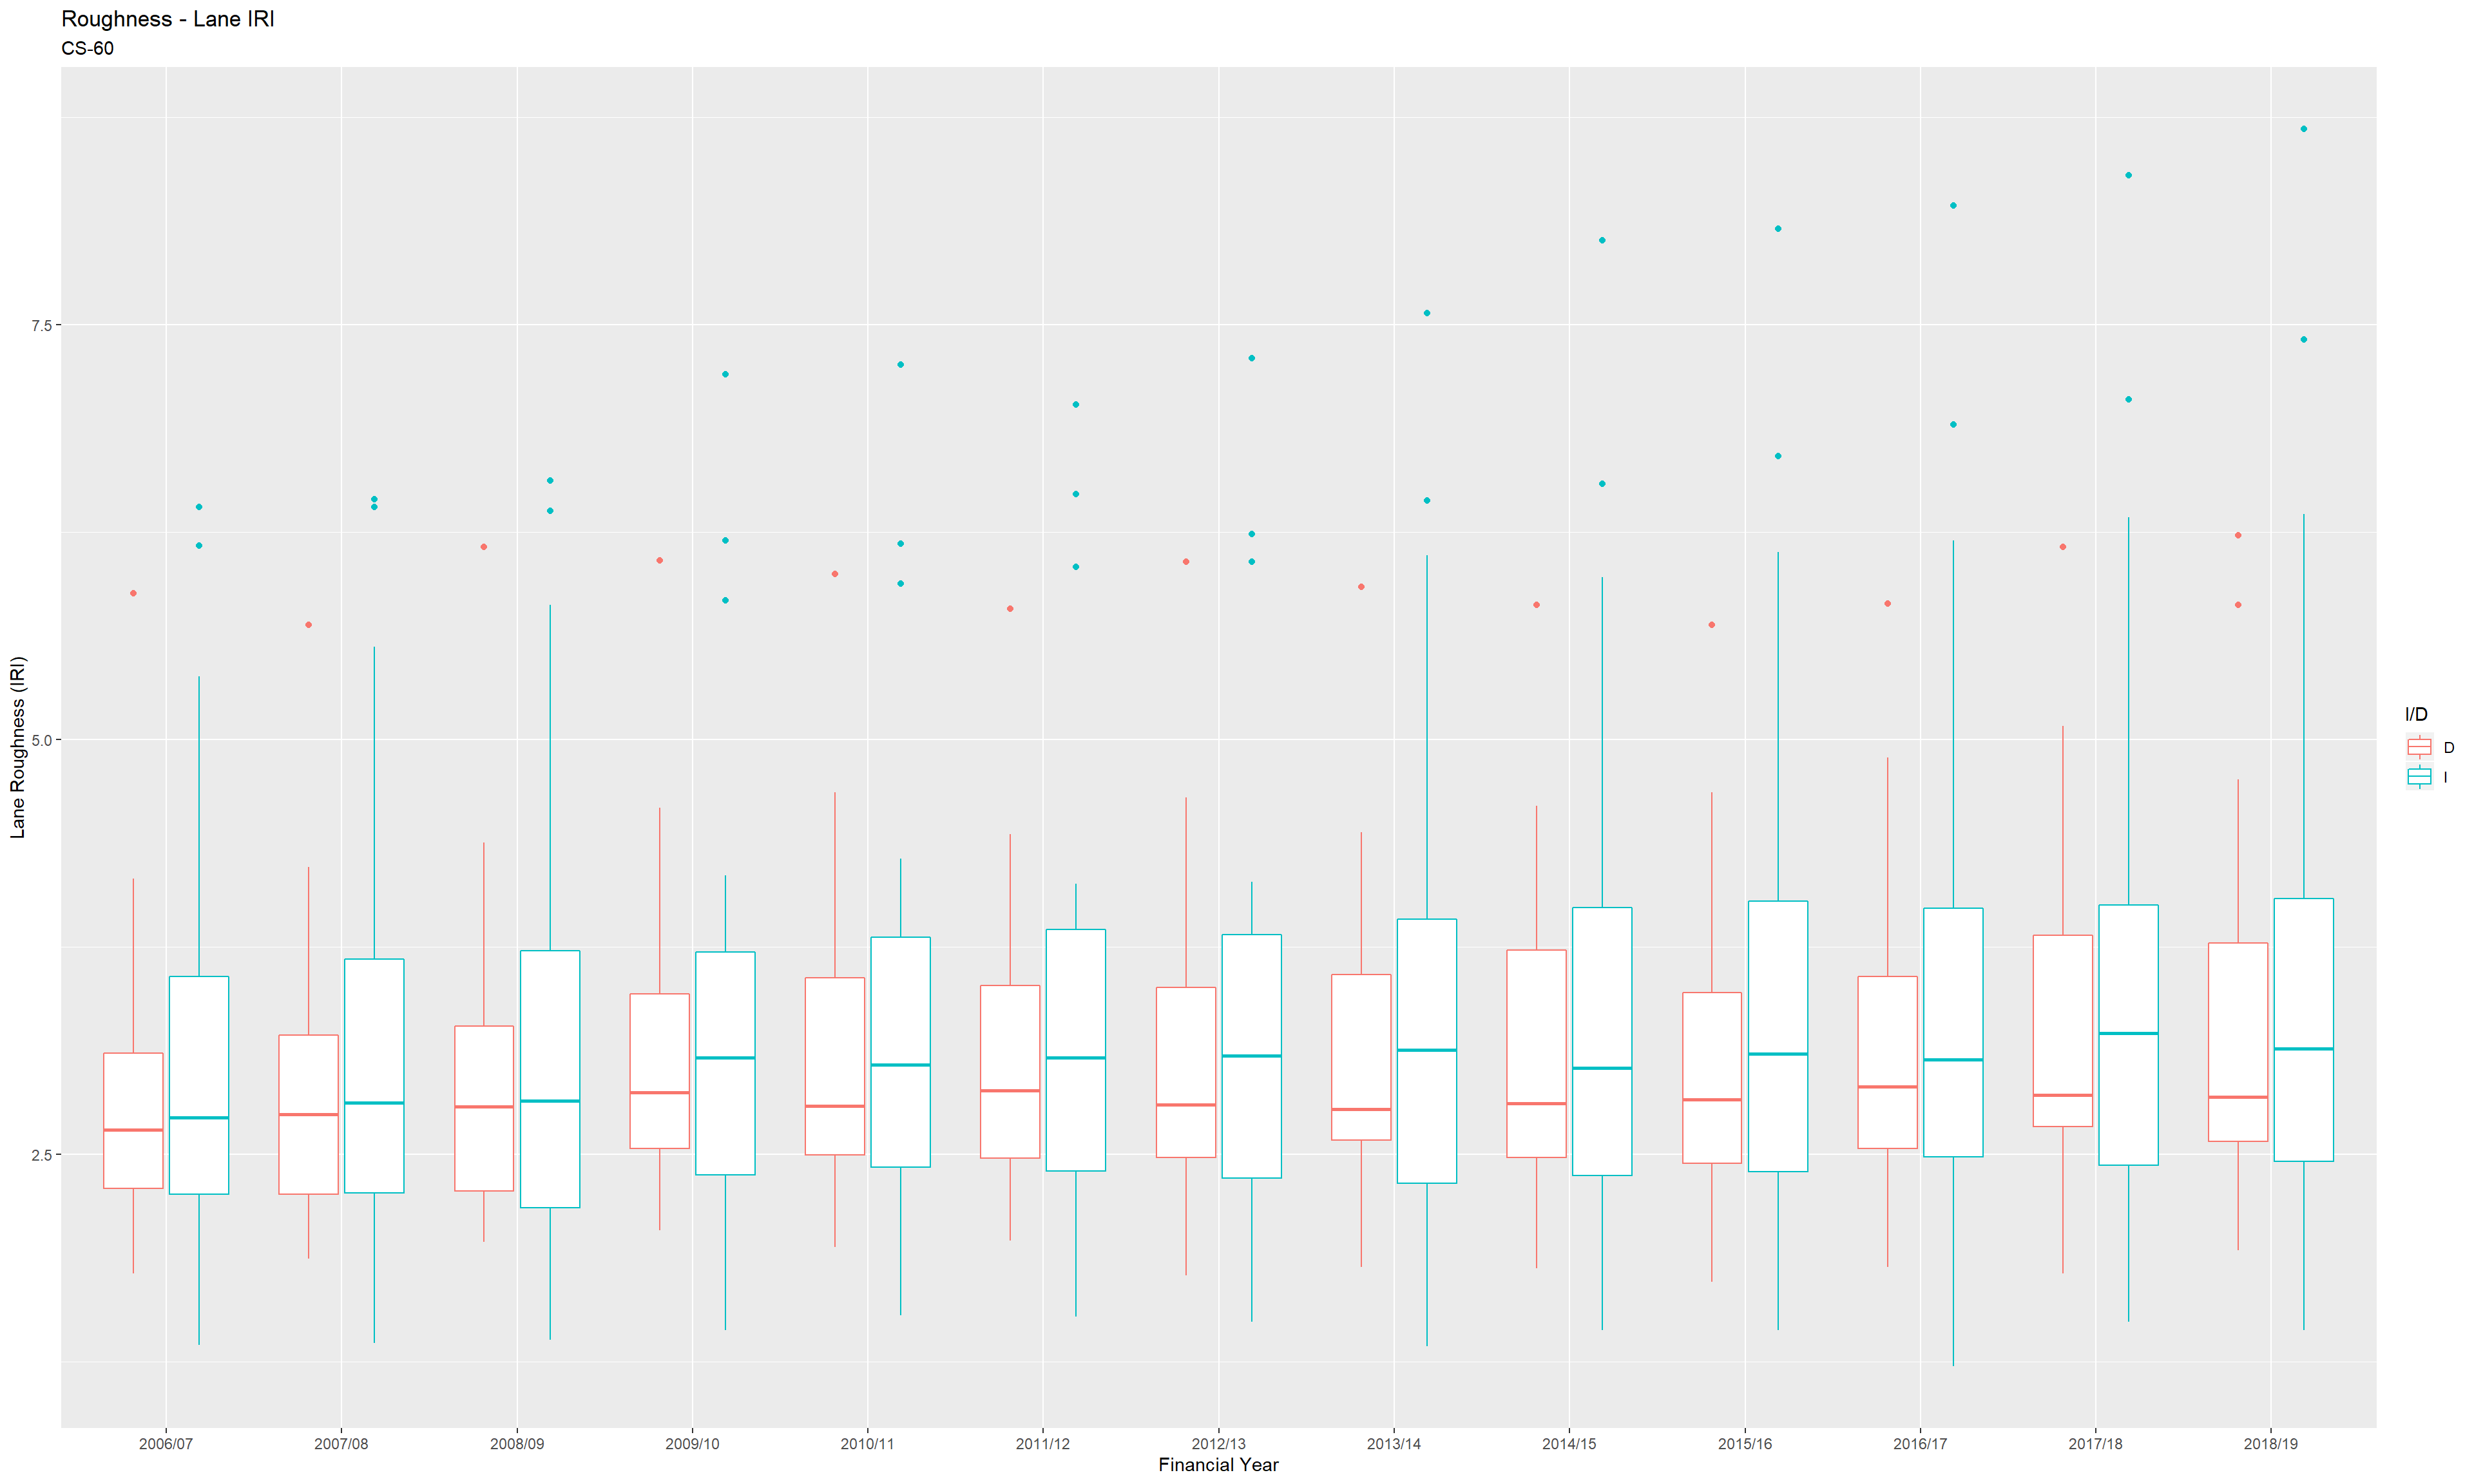 Roughness - Lane IRI
CS-60
7.5
5.0
2.5
Lane Roughness (IRI)
2006/07
2007/08
2008/09
2009/10
2010/11
2011/12
2012/13
2013/14
2014/15
2015/16
2016/17
2017/18
2018/19
Financial Year
I/D
D
I